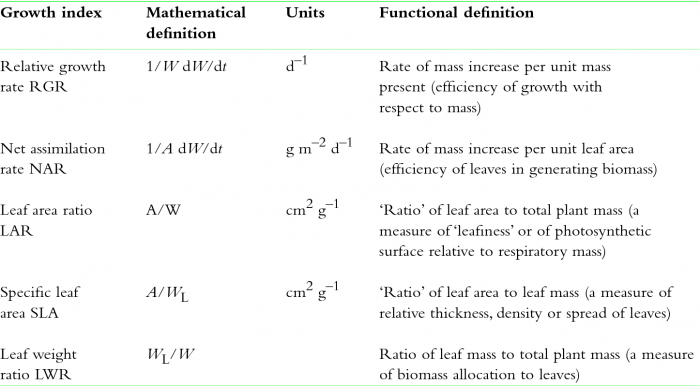 Growth index Mathematical definition Units Functional definition
Relative growth rate RGR 1/W dW/dt d⁻¹ Rate of mass increase per unit mass
present (efficiency of growth with
respect to mass)
Net assimilation rate NAR 1/A dW/dt g m⁻² d⁻¹ Rate of mass increase per unit leaf area
(efficiency of leaves in generating biomass)
Leaf area ratio LAR A/W cm² g⁻¹ ‘Ratio’ of leaf area to total plant mass (a
measure of ‘leafiness’ or of photosynthetic
surface relative to respiratory mass)
Specific leaf area SLA A/W_L cm² g⁻¹ ‘Ratio’ of leaf area to leaf mass (a measure of
relative thickness, density or spread of leaves)
Leaf weight ratio LWR W_L/W Ratio of leaf mass to total plant mass (a measure
of biomass allocation to leaves)